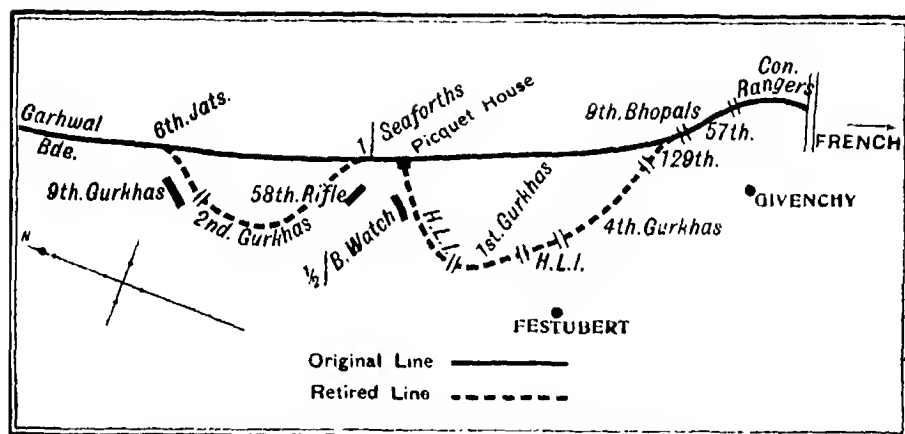 Garhwal
Bde.
6th. Jats.
1/Seaforths
Picquet House
9th. Bhopals
Con.
Rangers
57th.
129th.
FRENCH
9th. Gurkhas
2nd. Gurkhas
58th. Rifle
½/B. Watch
H.L.I.
1st. Gurkhas
H.L.I.
4th. Gurkhas
GIVENCHY
N
FESTUBERT
Original Line
Retired Line